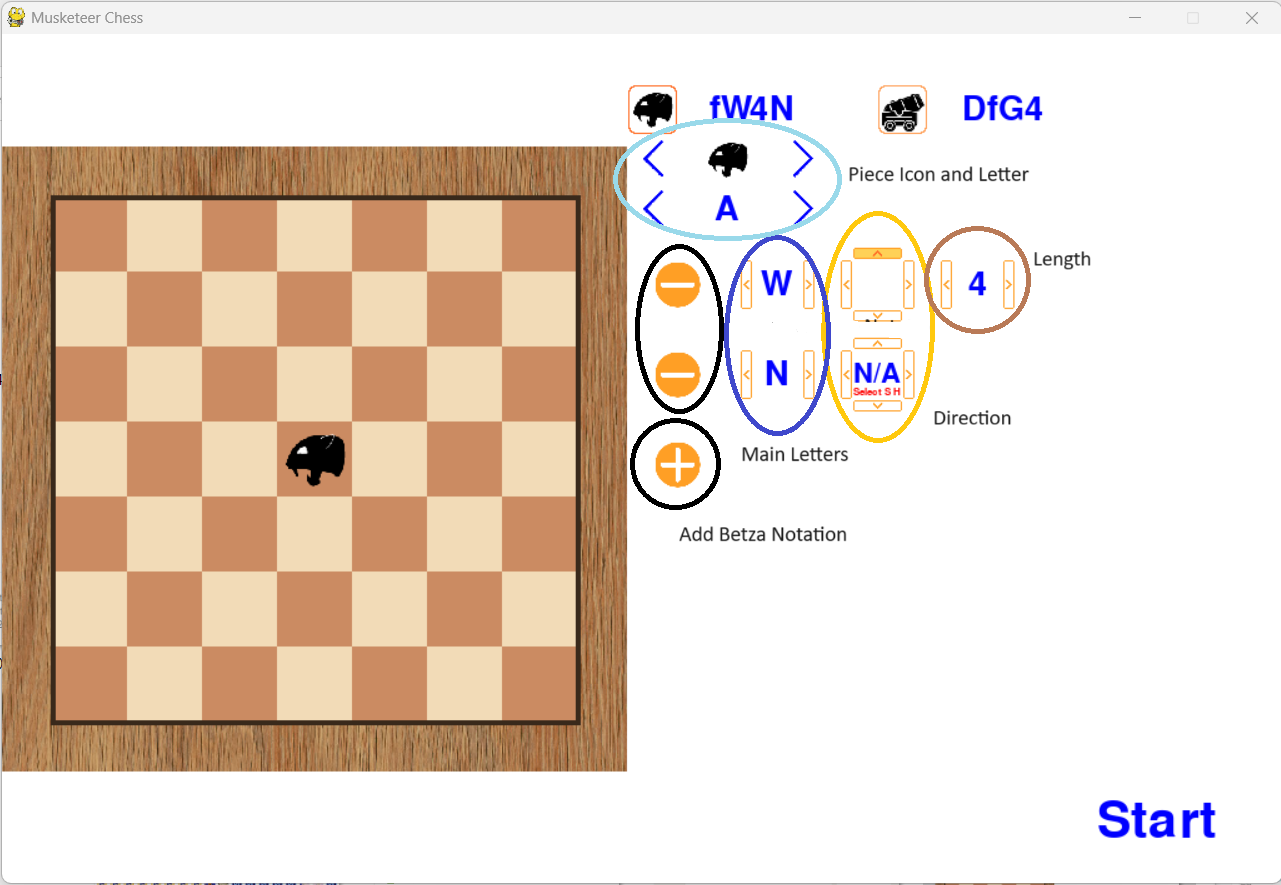 Musketeer Chess
fW4N
DfG4
Piece Icon and Letter
A
Length
W
4
N
N/A
Select S H
Direction
Main Letters
Add Betza Notation
Start